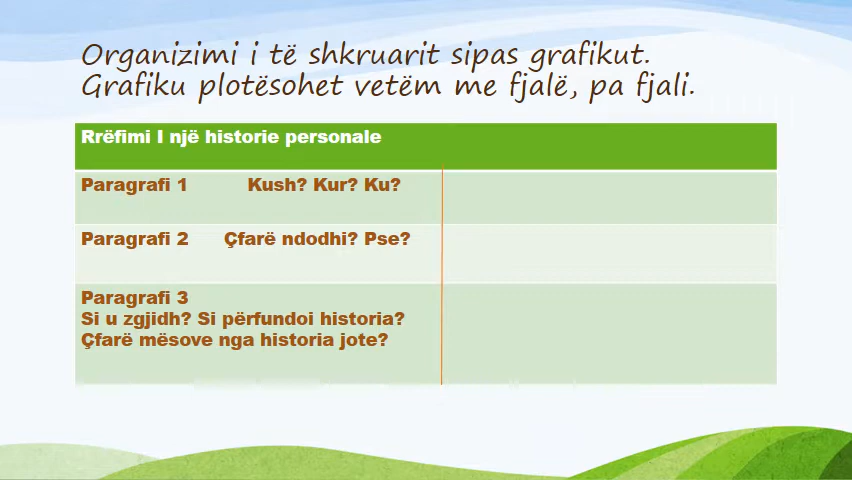 Organizimi i të shkruarit sipas grafikut.
Grafiku plotësohet vetëm me fjalë, pa fjali.
Rrëfimi I një historie personale
Paragrafi 1 Kush? Kur? Ku?
Paragrafi 2 Çfarë ndodhi? Pse?
Paragrafi 3
Si u zgjidh? Si përfundoi historia?
Çfarë mësove nga historia jote?